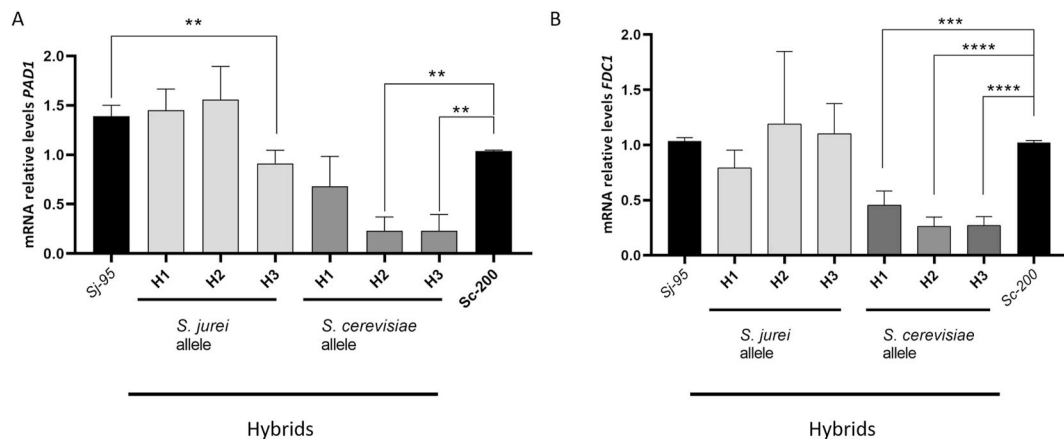 A
**
**
**
mRNA relative levels PAD1
2.0
1.5
1.0
0.5
0.0
Sj-95
H1
H2
H3
H1
H2
H3
Sc-200
S. jurei
allele
S. cerevisiae
allele
Hybrids
B
***
****
****
mRNA relative levels FDC1
2.0
1.5
1.0
0.5
0.0
Sj-95
H1
H2
H3
H1
H2
H3
Sc-200
S. jurei
allele
S. cerevisiae
allele
Hybrids